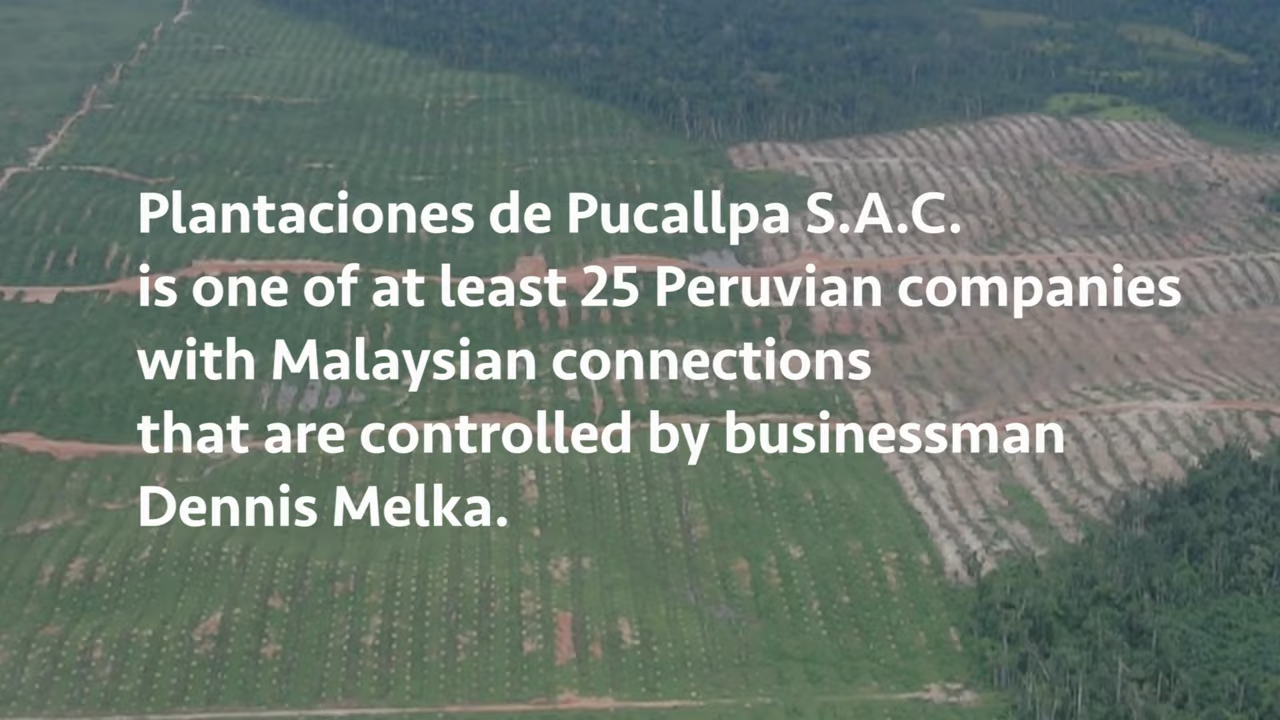 Plantaciones de Pucallpa S.A.C.
is one of at least 25 Peruvian companies
with Malaysian connections
that are controlled by businessman
Dennis Melka.